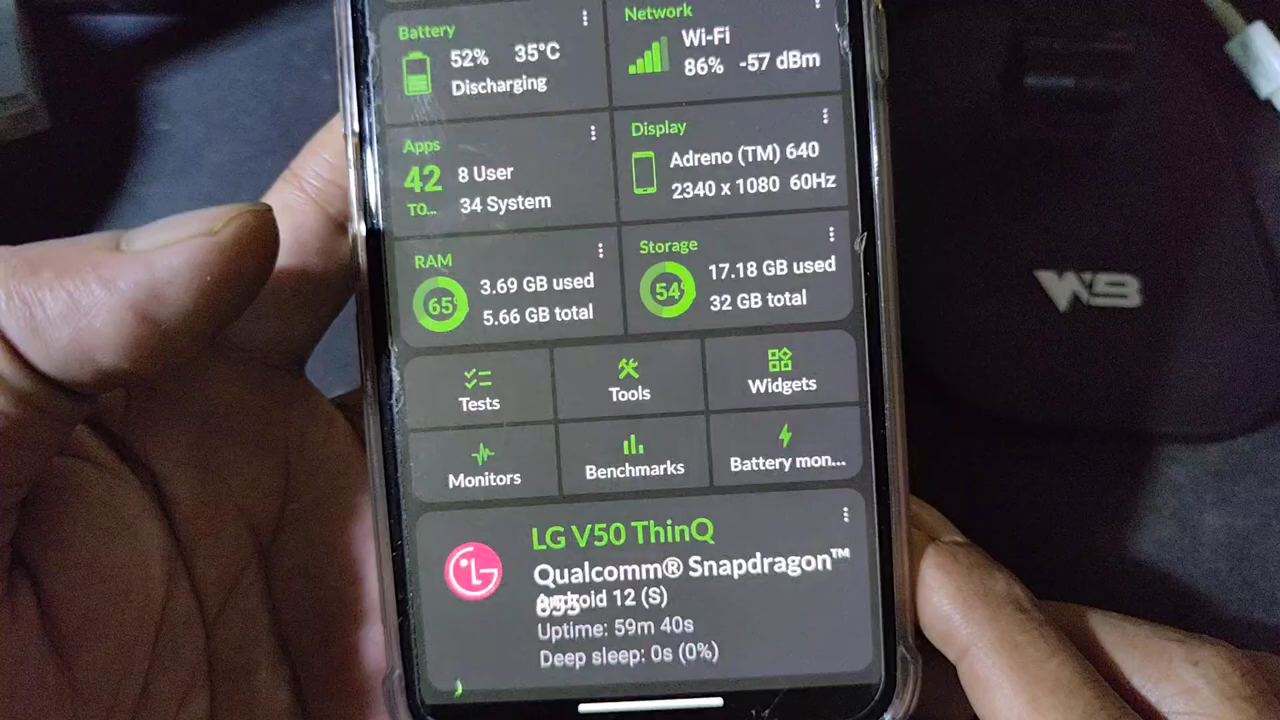 Battery
52% 35°C
Discharging
Network
Wi-Fi
86% -57 dBm
Apps
42
TO...
8 User
34 System
Display
Adreno (TM) 640
2340 x 1080 60Hz
RAM
65%
3.69 GB used
5.66 GB total
Storage
54%
17.18 GB used
32 GB total
Tests
Tools
Widgets
Monitors
Benchmarks
Battery mon...
LG V50 ThinQ
LG
Qualcomm® Snapdragon™
855
Android 12 (S)
Uptime: 59m 40s
Deep sleep: 0s (0%)